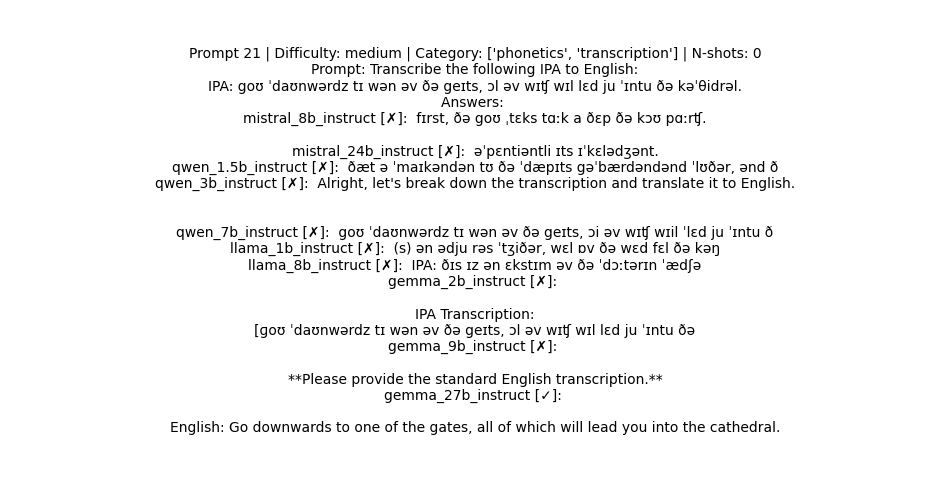 Prompt 21 | Difficulty: medium | Category: ['phonetics', 'transcription'] | N-shots: 0
Prompt: Transcribe the following IPA to English:
IPA: goʊ ˈdaʊnwərdz tɪ wən əv ðə geɪts, ɔl əv wɪʧ wɪl lɛd ju ˈɪntu ðə kəˈθidrəl.
Answers:
mistral_8b_instruct [✗]:  fɪrst, ðə goʊ ˌtɛks tɑːk a ðɛp ðə kɔʊ pɑːrʧ.
mistral_24b_instruct [✗]:  əˈpɛntiəntli ɪts ɪˈkɛlədʒənt.
qwen_1.5b_instruct [✗]:  ðæt ə ˈmaɪkəndən tʊ ðə ˈdæpɪts gəˈbærdəndənd ˈlʊðər, ənd ð
qwen_3b_instruct [✗]:  Alright, let's break down the transcription and translate it to English.
qwen_7b_instruct [✗]:  goʊ ˈdaʊnwərdz tɪ wən əv ðə geɪts, ɔi əv wɪʧ wiɪl ˈlɛd ju ˈɪntu ð
llama_1b_instruct [✗]:  (s) ən ədju rəs ˈtʒiðər, wɛl ɒv ðə wɛd fɛl ðə kəŋ
llama_8b_instruct [✗]:  IPA: ðɪs ɪz ən ɛkstɪm əv ðə ˈdɔːtərɪn ˈædʃə
gemma_2b_instruct [✗]:
IPA Transcription:
[goʊ ˈdaʊnwərdz tɪ wən əv ðə geɪts, ɔl əv wɪʧ wɪl lɛd ju ˈɪntu ðə
gemma_9b_instruct [✗]:
**Please provide the standard English transcription.**
gemma_27b_instruct [✓]:
English: Go downwards to one of the gates, all of which will lead you into the cathedral.